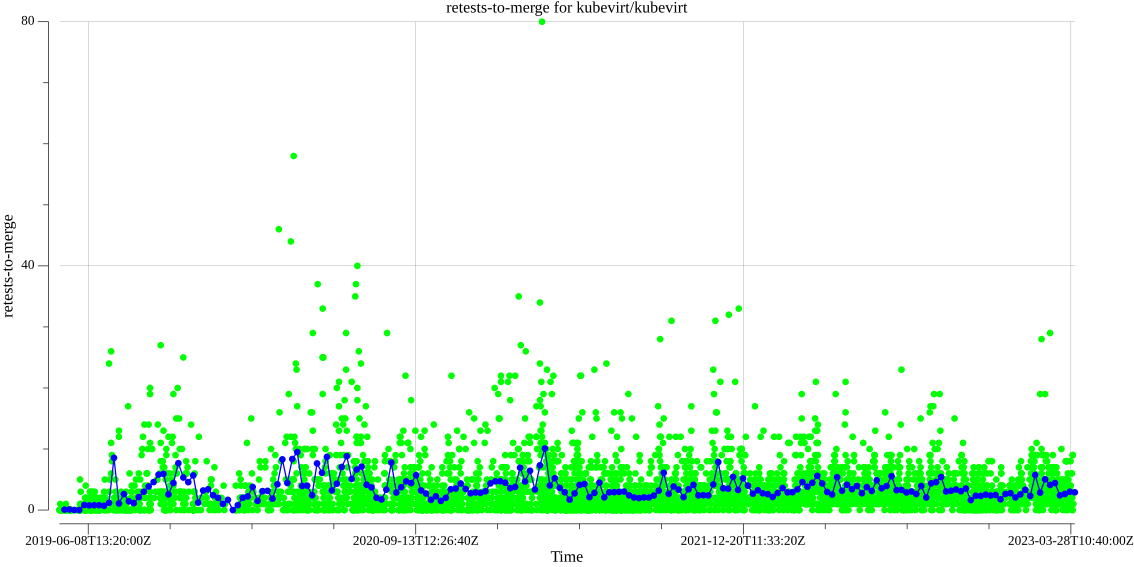 retests-to-merge for kubevirt/kubevirt
80
40
0
retests-to-merge
2019-06-08T13:20:00Z
2020-09-13T12:26:40Z
2021-12-20T11:33:20Z
2023-03-28T10:40:00Z
Time